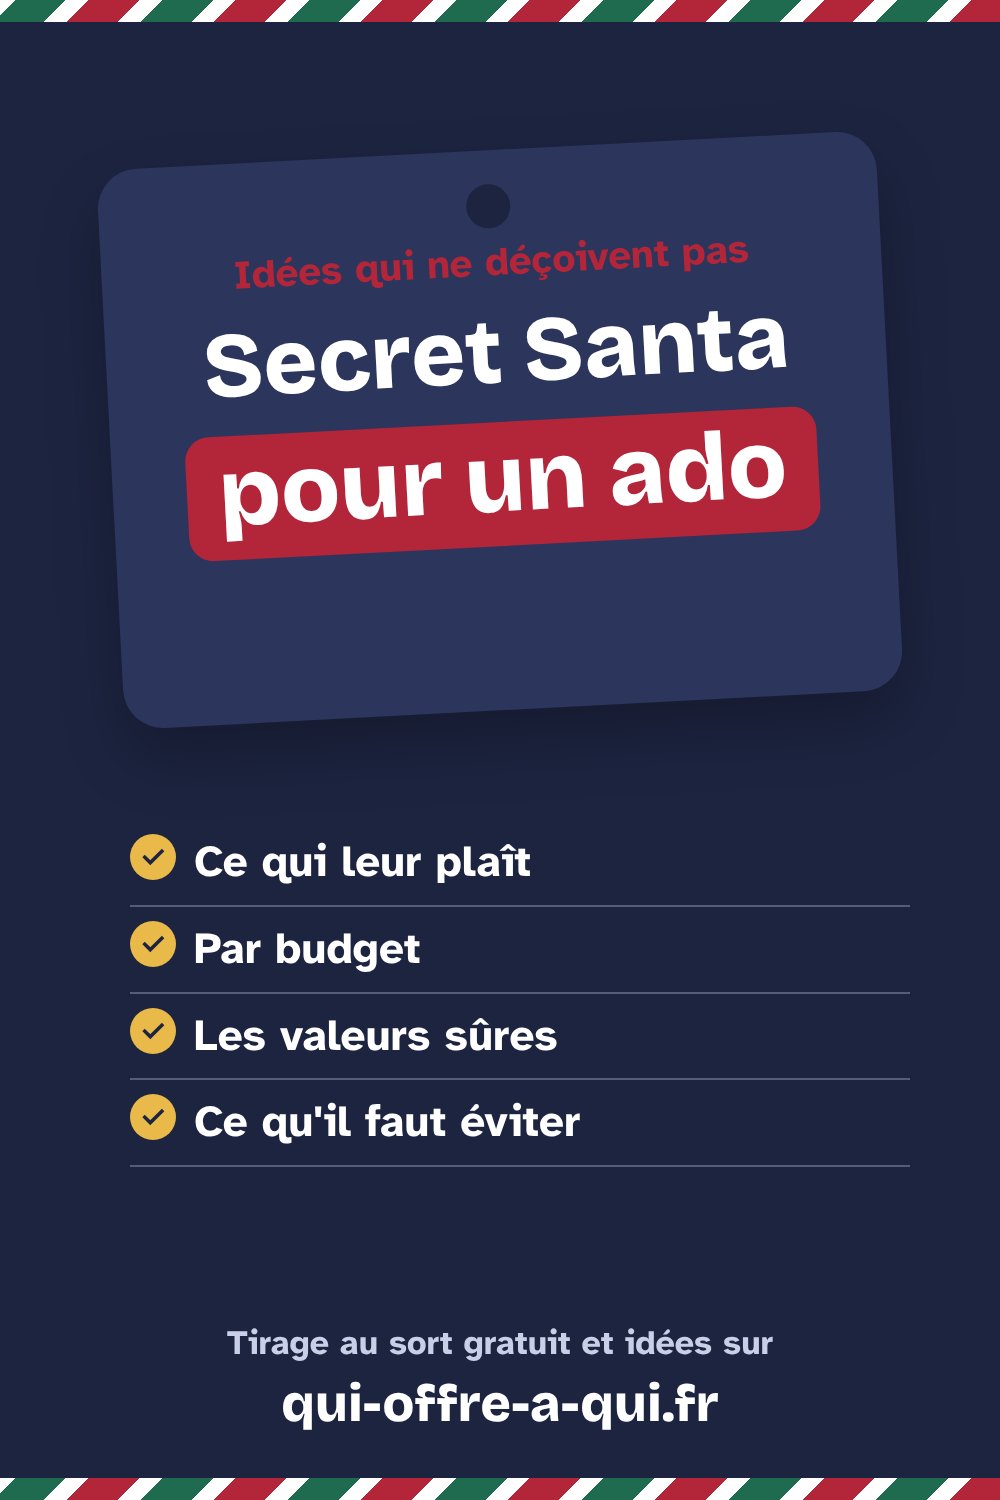 Idées qui ne déçoivent pas
Secret Santa
pour un ado
Ce qui leur plaît
Par budget
Les valeurs sûres
Ce qu'il faut éviter
Tirage au sort gratuit et idées sur
qui-offre-a-qui.fr